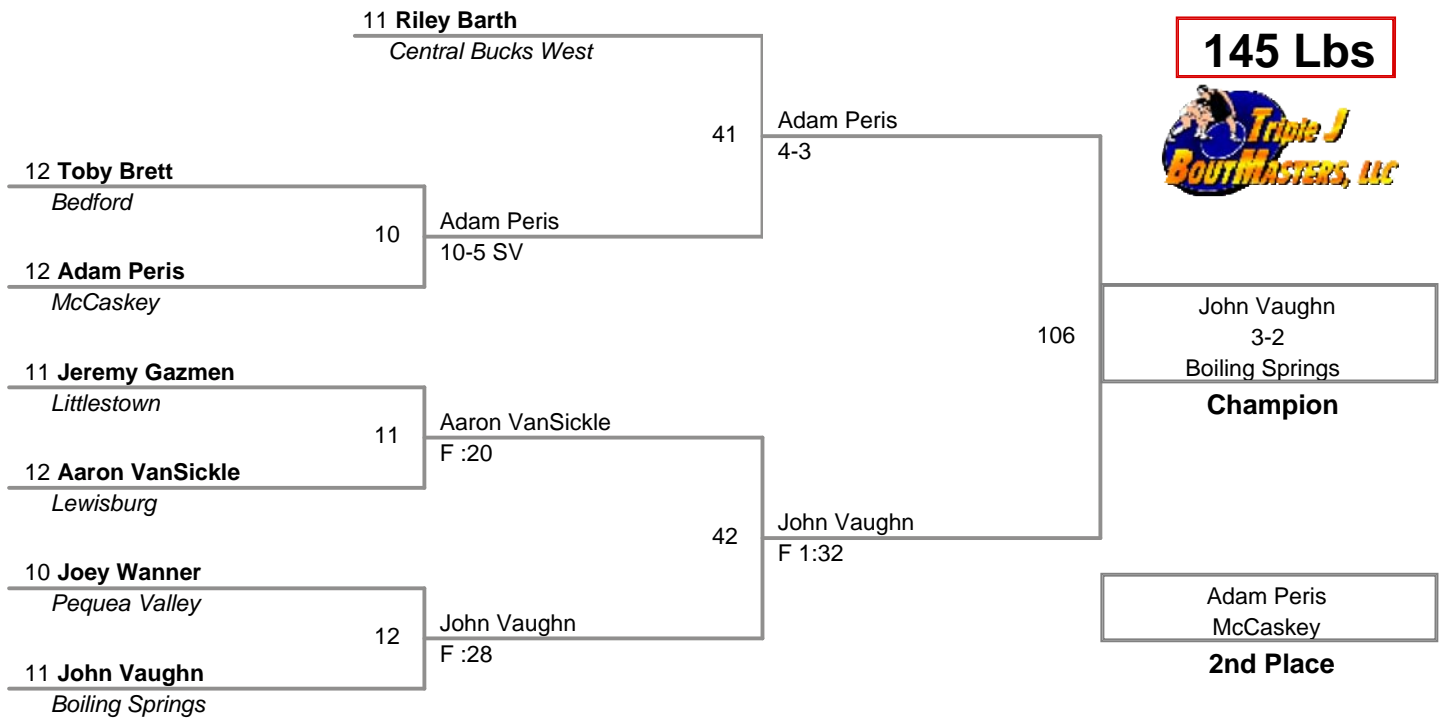 11 Riley Barth
Central Bucks West
145 Lbs
Triple J
BOUTMASTERS, LLC
41
Adam Peris
4-3
12 Toby Brett
Bedford
10
Adam Peris
10-5 SV
12 Adam Peris
McCaskey
106
John Vaughn
3-2
Boiling Springs
Champion
11 Jeremy Gazmen
Littlestown
11
Aaron VanSickle
F :20
12 Aaron VanSickle
Lewisburg
42
John Vaughn
F 1:32
10 Joey Wanner
Pequea Valley
12
John Vaughn
F :28
11 John Vaughn
Boiling Springs
Adam Peris
McCaskey
2nd Place